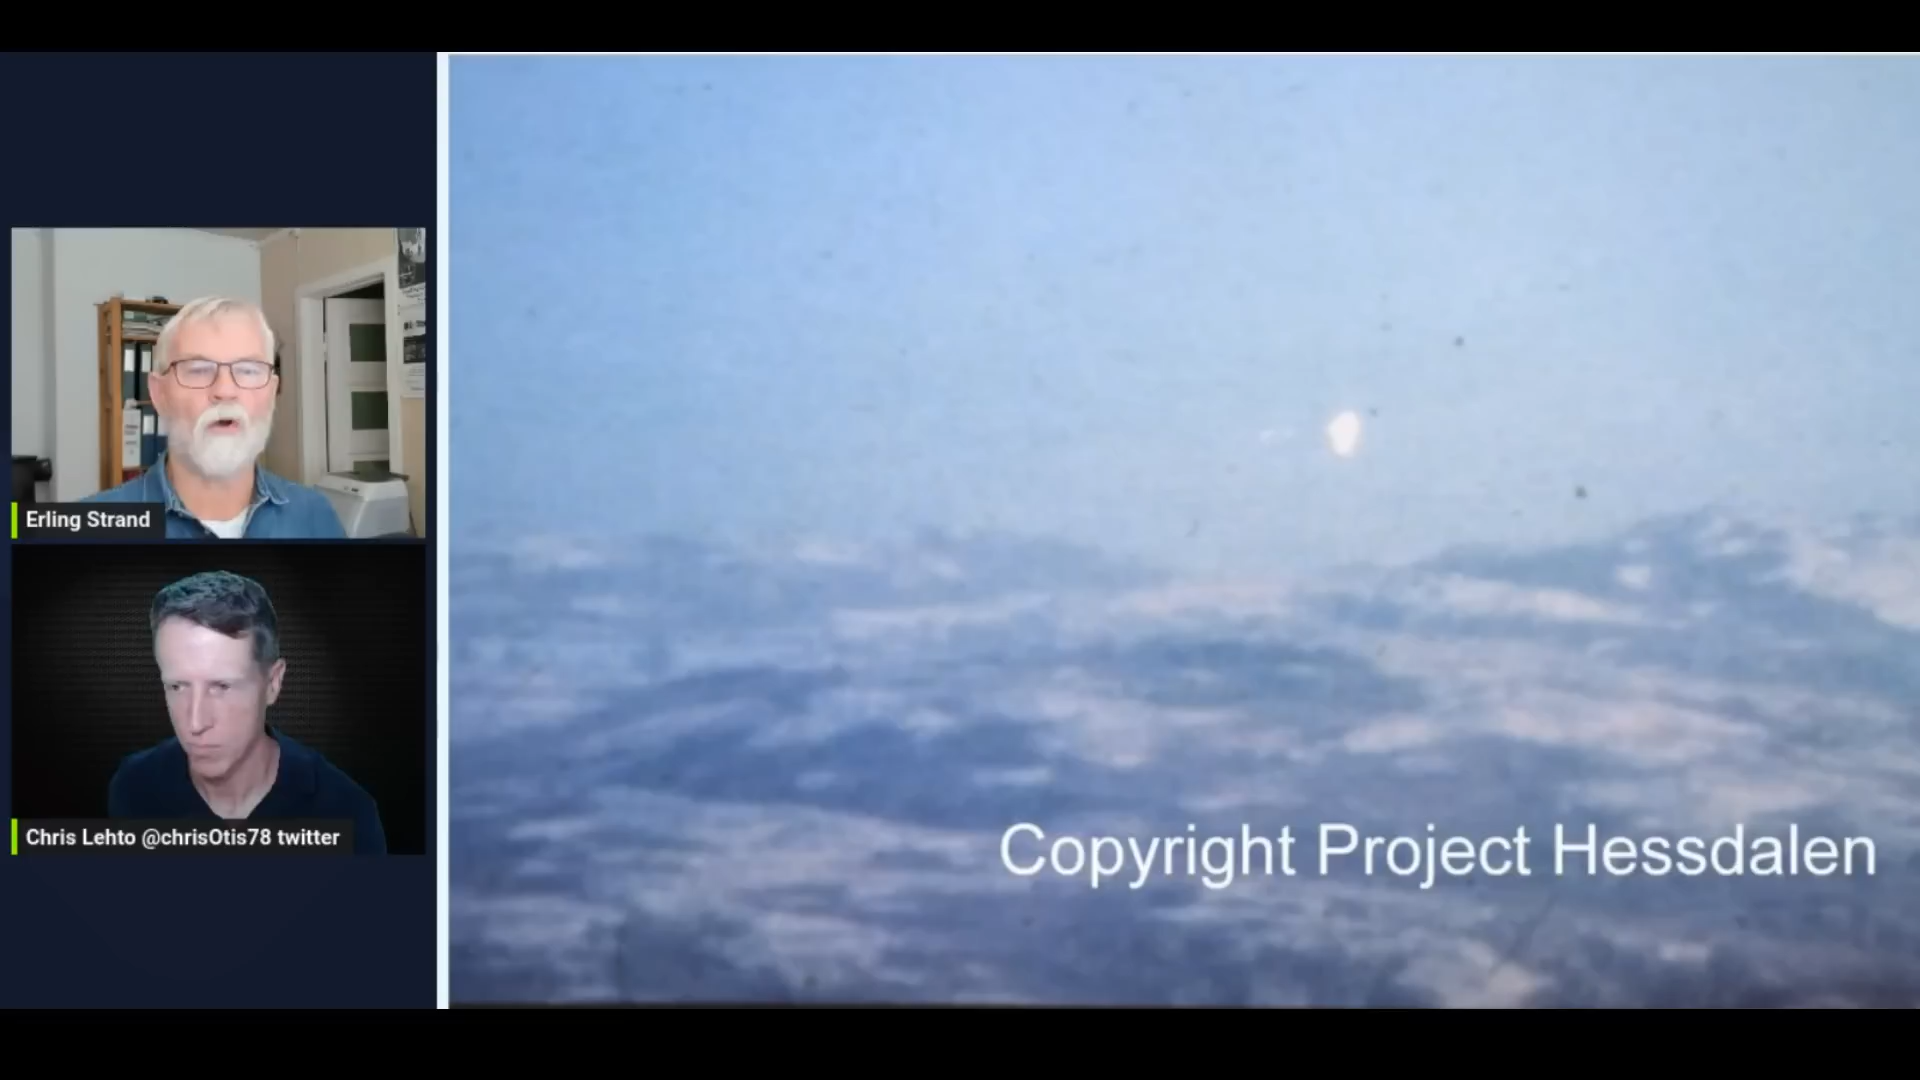 Erling Strand
Chris Lehto @chrisOtis78 twitter
Copyright Project Hessdalen